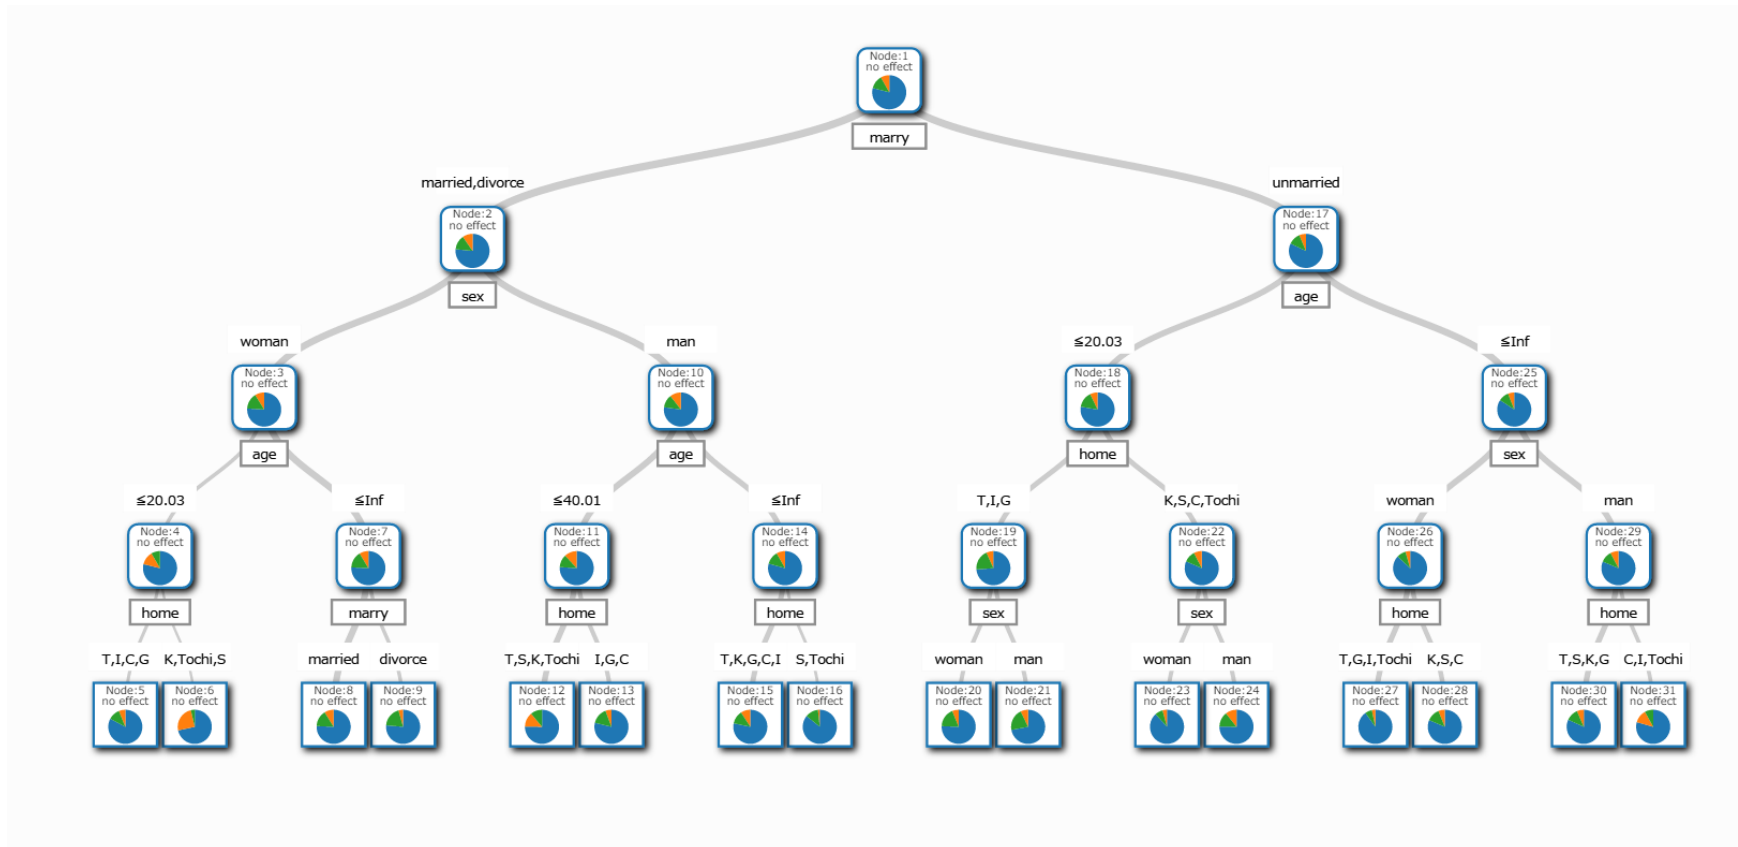 Node:1
no effect
marry
married,divorce
unmarried
Node:2
no effect
Node:17
no effect
sex
age
woman
man
≦20.03
≦Inf
Node:3
no effect
Node:10
no effect
Node:18
no effect
Node:25
no effect
age
age
home
sex
≦20.03
≦Inf
≦40.01
≦Inf
T,I,G
K,S,C,Tochi
woman
man
Node:4
no effect
Node:7
no effect
Node:11
no effect
Node:14
no effect
Node:19
no effect
Node:22
no effect
Node:26
no effect
Node:29
no effect
home
marry
home
home
sex
sex
home
home
T,I,C,G
K,Tochi,S
married
divorce
T,S,K,Tochi
I,G,C
T,K,G,C,I
S,Tochi
woman
man
woman
man
T,G,I,Tochi
K,S,C
T,S,K,G
C,I,Tochi
Node:5
no effect
Node:6
no effect
Node:8
no effect
Node:9
no effect
Node:12
no effect
Node:13
no effect
Node:15
no effect
Node:16
no effect
Node:20
no effect
Node:21
no effect
Node:23
no effect
Node:24
no effect
Node:27
no effect
Node:28
no effect
Node:30
no effect
Node:31
no effect